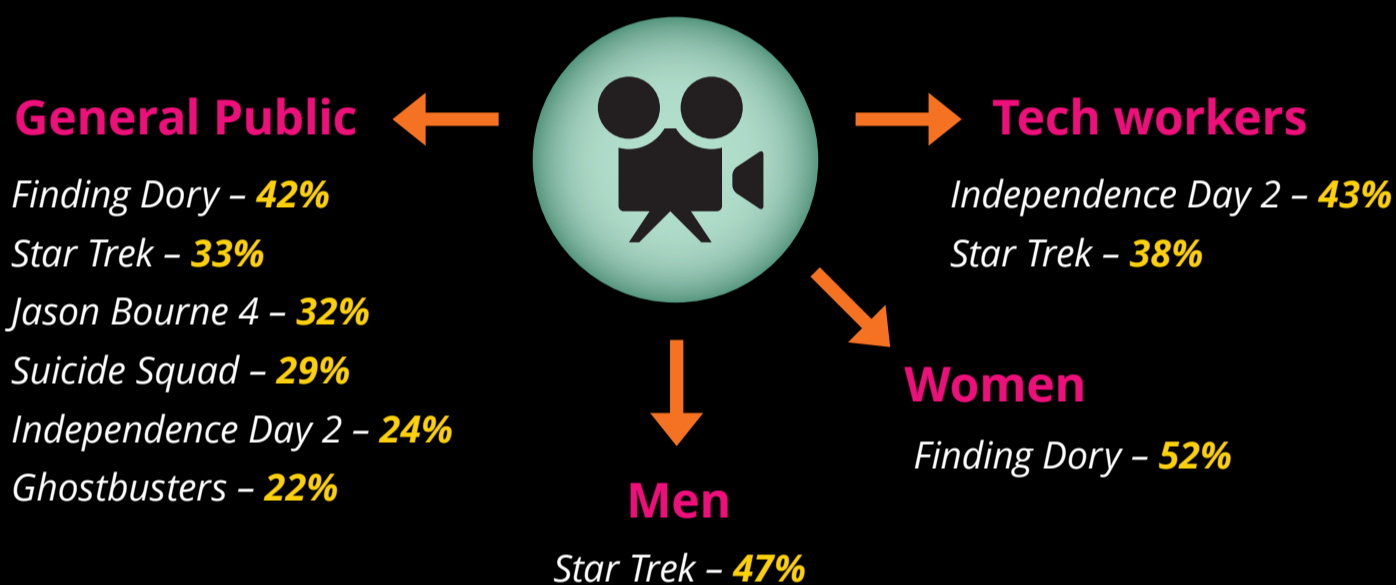 General Public
Finding Dory – 42%
Star Trek – 33%
Jason Bourne 4 – 32%
Suicide Squad – 29%
Independence Day 2 – 24%
Ghostbusters – 22%
Tech workers
Independence Day 2 – 43%
Star Trek – 38%
Women
Finding Dory – 52%
Men
Star Trek – 47%